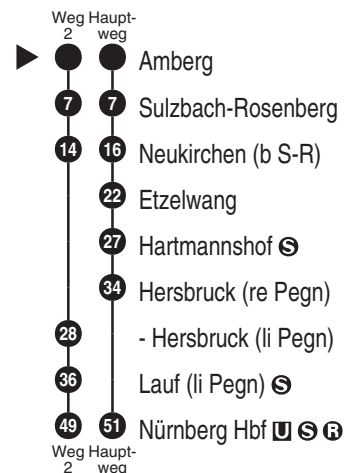 Weg Haupt-
2 weg
Amberg
7 7 Sulzbach-Rosenberg
14 16 Neukirchen (b S-R)
22 Etzelwang
27 Hartmannshof S
34 Hersbruck (re Pegn)
28 - Hersbruck (li Pegn)
36 Lauf (li Pegn) S
49 51 Nürnberg Hbf U S R
Weg Haupt-
2 weg